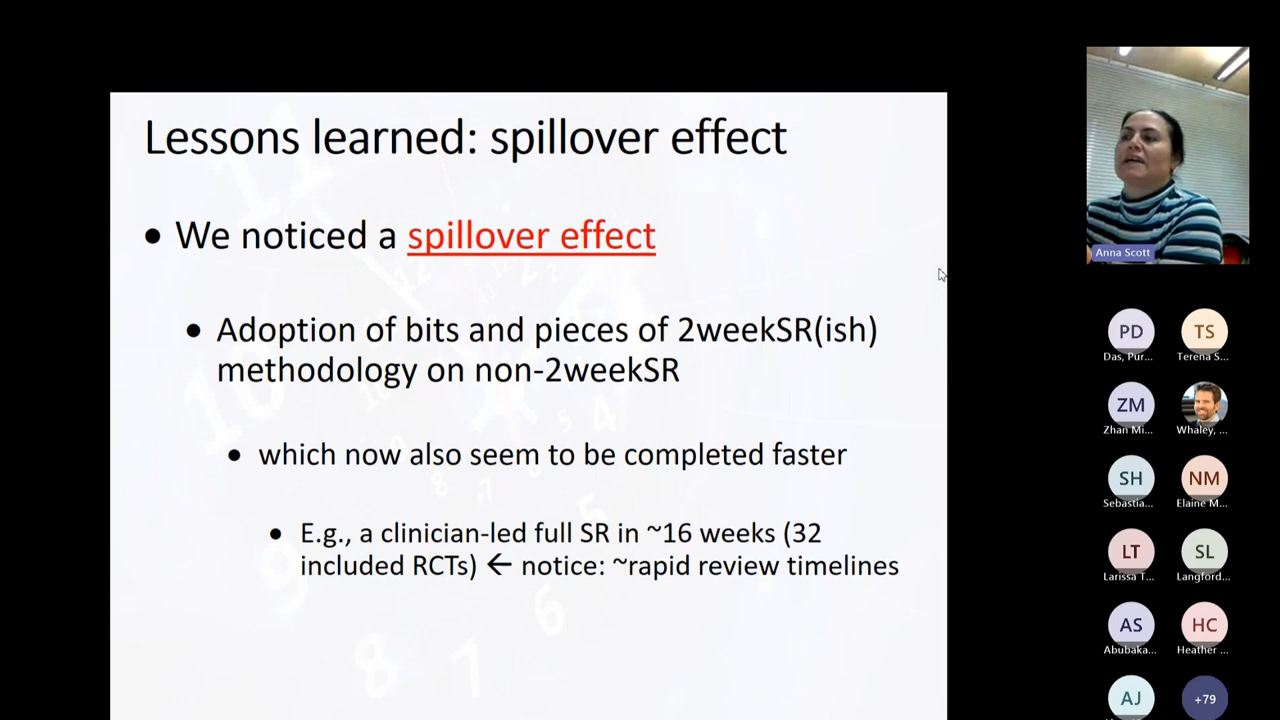 Lessons learned: spillover effect
• We noticed a spillover effect
• Adoption of bits and pieces of 2weekSR(ish)
methodology on non-2weekSR
• which now also seem to be completed faster
• E.g., a clinician-led full SR in ~16 weeks (32
included RCTs) ← notice: ~rapid review timelines
Anna Scott
PD
TS
Das, Pur...
Terena S...
ZM
Zhan Mi...
Whaley, ...
SH
NM
Sebastia...
Elaine M...
LT
SL
Larissa T...
Langford...
AS
HC
Abubaka...
Heather ...
AJ
+79